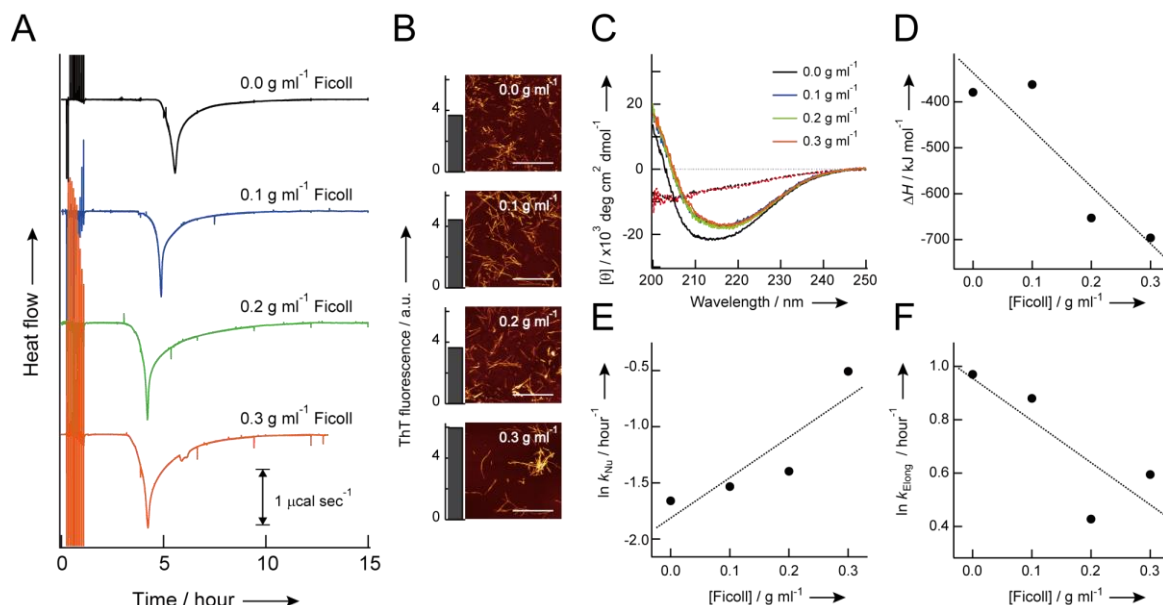 A
0.0 g ml⁻¹ Ficoll
0.1 g ml⁻¹ Ficoll
0.2 g ml⁻¹ Ficoll
0.3 g ml⁻¹ Ficoll
1 μcal sec⁻¹
Heat flow
0 5 10 15
Time / hour
B
4
0
0.0 g ml⁻¹
4
0
0.1 g ml⁻¹
4
0
0.2 g ml⁻¹
4
0
0.3 g ml⁻¹
ThT fluorescence / a.u.
C
0.0 g ml⁻¹
0.1 g ml⁻¹
0.2 g ml⁻¹
0.3 g ml⁻¹
40
20
0
-20
[θ] / x10³ deg cm² dmol⁻¹
200 210 220 230 240 250
Wavelength / nm
D
-400
-500
-600
-700
ΔH / kJ mol⁻¹
0.0 0.1 0.2 0.3
[Ficoll] / g ml⁻¹
E
-0.5
-1.0
-1.5
-2.0
ln kNu / hour⁻¹
0.0 0.1 0.2 0.3
[Ficoll] / g ml⁻¹
F
1.0
0.8
0.6
0.4
ln kElong / hour⁻¹
0.0 0.1 0.2 0.3
[Ficoll] / g ml⁻¹